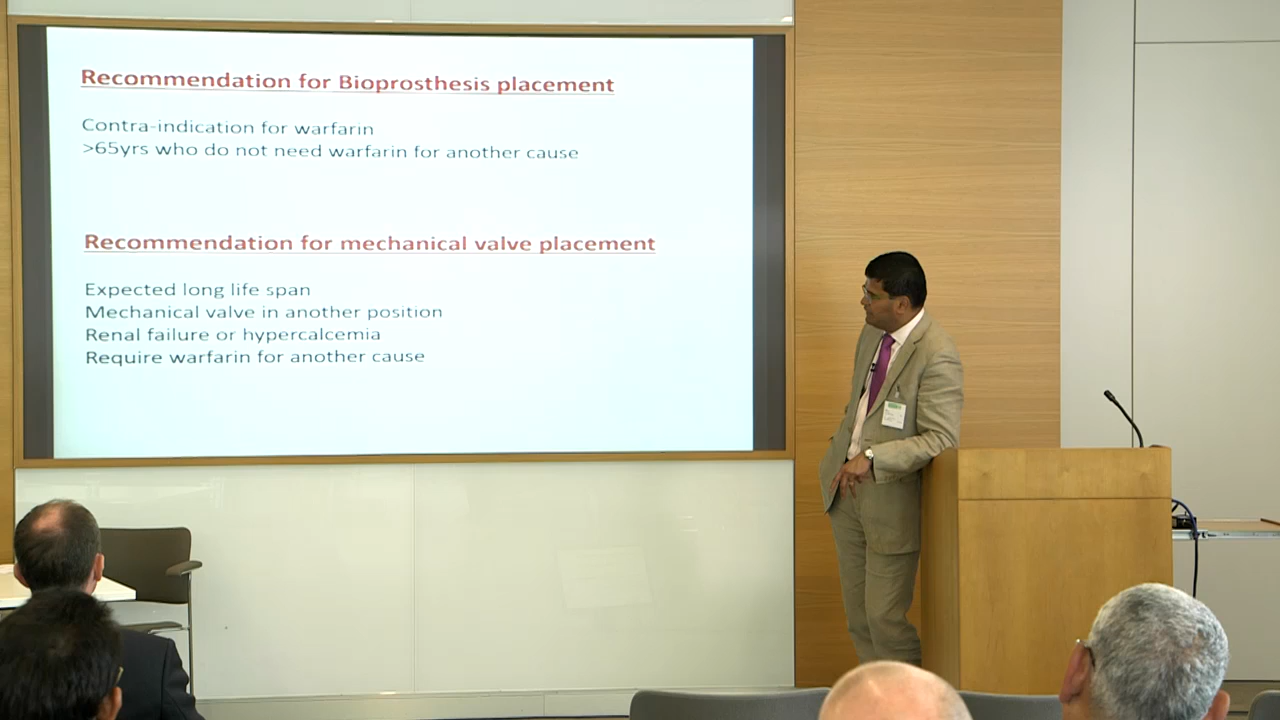 Recommendation for Bioprosthesis placement
Contra-indication for warfarin
>65yrs who do not need warfarin for another cause
Recommendation for mechanical valve placement
Expected long life span
Mechanical valve in another position
Renal failure or hypercalcemia
Require warfarin for another cause